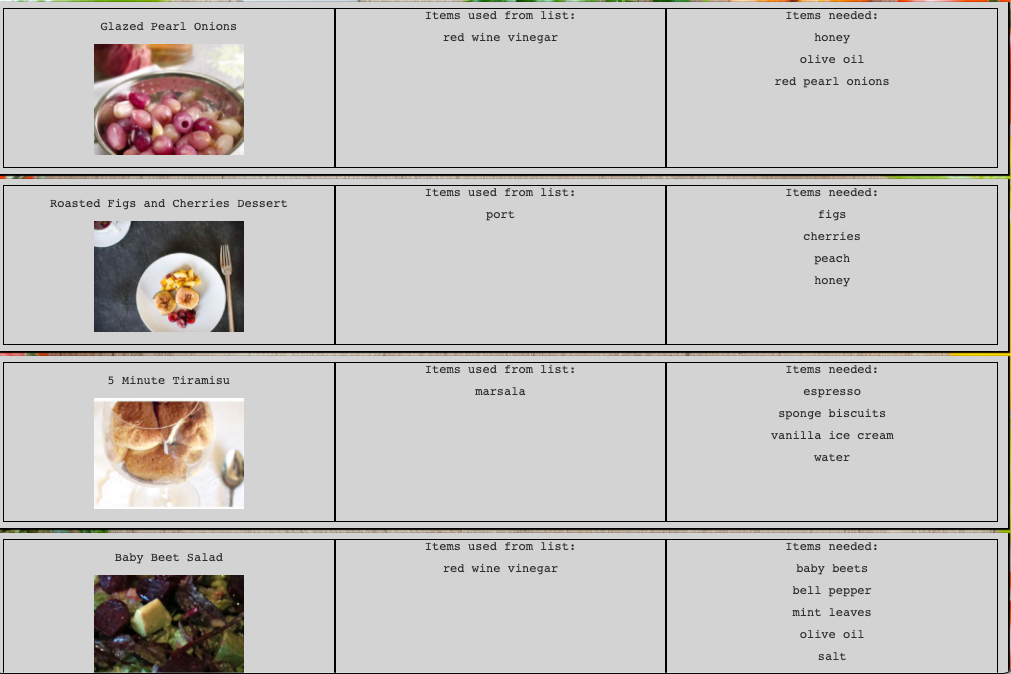 Glazed Pearl Onions
Items used from list:
red wine vinegar
Items needed:
honey
olive oil
red pearl onions
Roasted Figs and Cherries Dessert
Items used from list:
port
Items needed:
figs
cherries
peach
honey
5 Minute Tiramisu
Items used from list:
marsala
Items needed:
espresso
sponge biscuits
vanilla ice cream
water
Baby Beet Salad
Items used from list:
red wine vinegar
Items needed:
baby beets
bell pepper
mint leaves
olive oil
salt